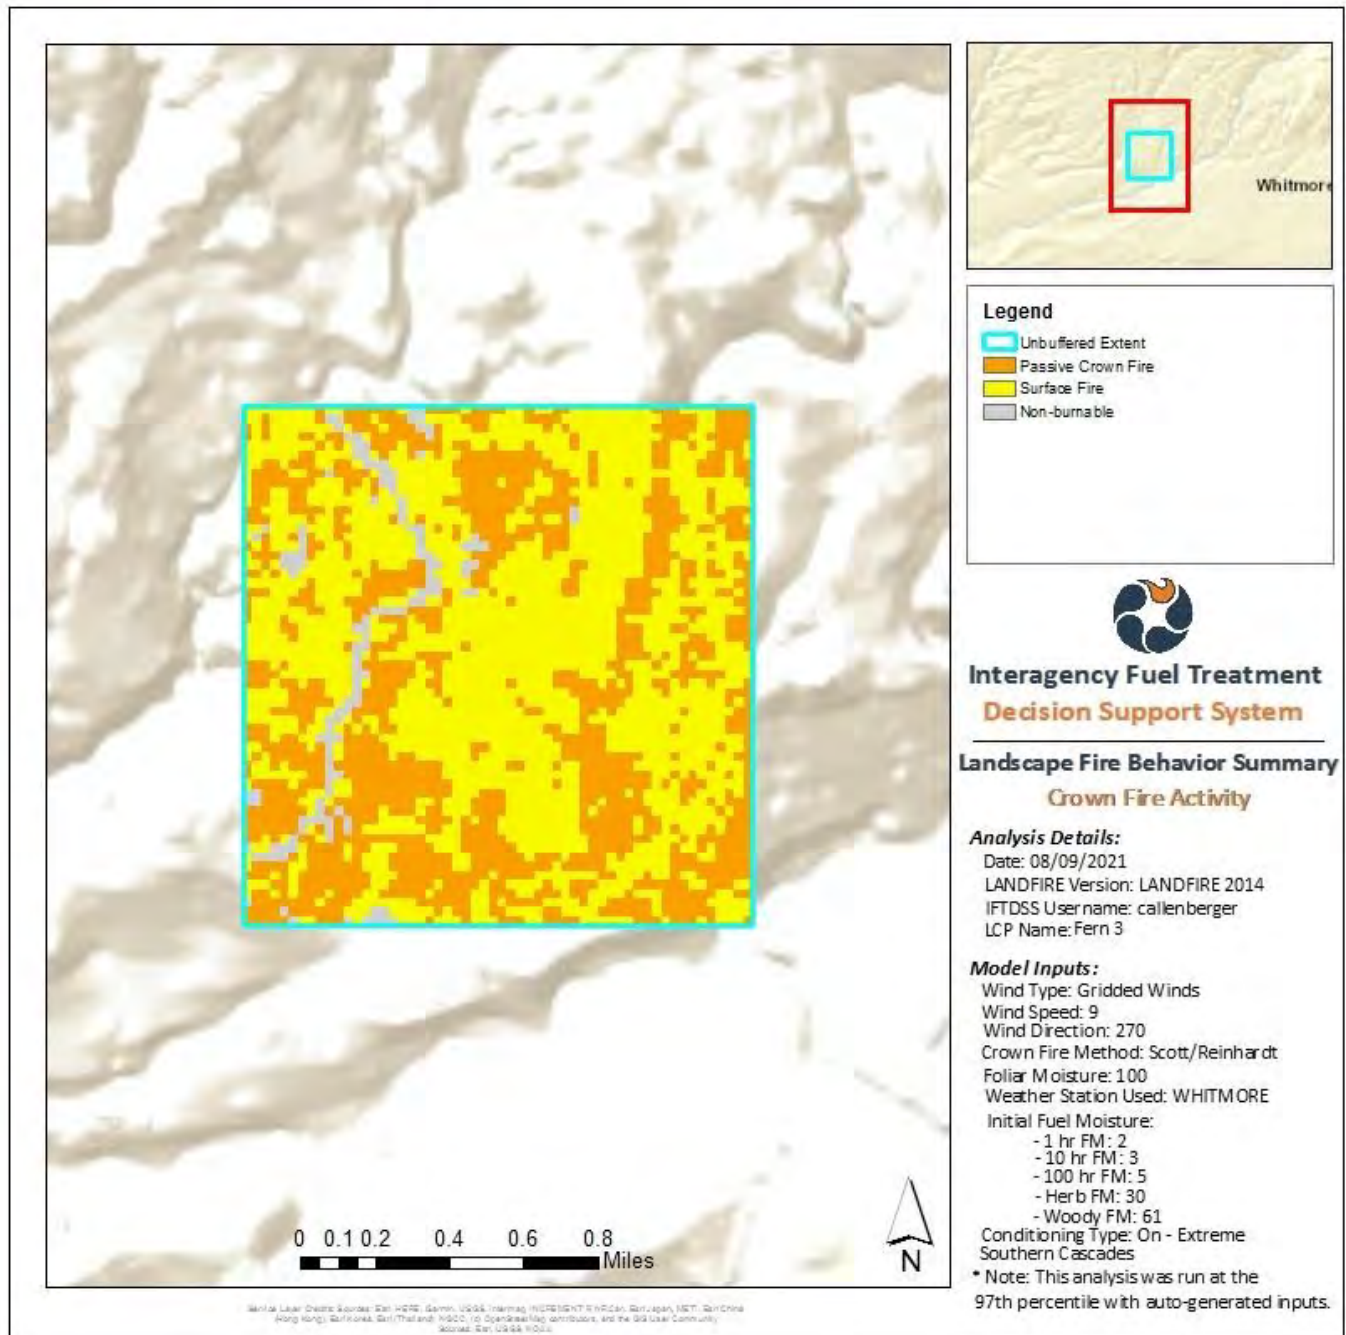 Whitmore
Legend
Unbuffered Extent
Passive Crown Fire
Surface Fire
Non-burnable
Interagency Fuel Treatment
Decision Support System
Landscape Fire Behavior Summary
Crown Fire Activity
Analysis Details:
Date: 08/09/2021
LANDFIRE Version: LANDFIRE 2014
IFTDSS Username: callenberger
LCP Name: Fern 3
Model Inputs:
Wind Type: Gridded Winds
Wind Speed: 9
Wind Direction: 270
Crown Fire Method: Scott/Reinhardt
Foliar Moisture: 100
Weather Station Used: WHITMORE
Initial Fuel Moisture:
- 1 hr FM: 2
- 10 hr FM: 3
- 100 hr FM: 5
- Herb FM: 30
- Woody FM: 61
Conditioning Type: On - Extreme
Southern Cascades
* Note: This analysis was run at the
97th percentile with auto-generated inputs.
0 0.1 0.2 0.4 0.6 0.8
Miles
N